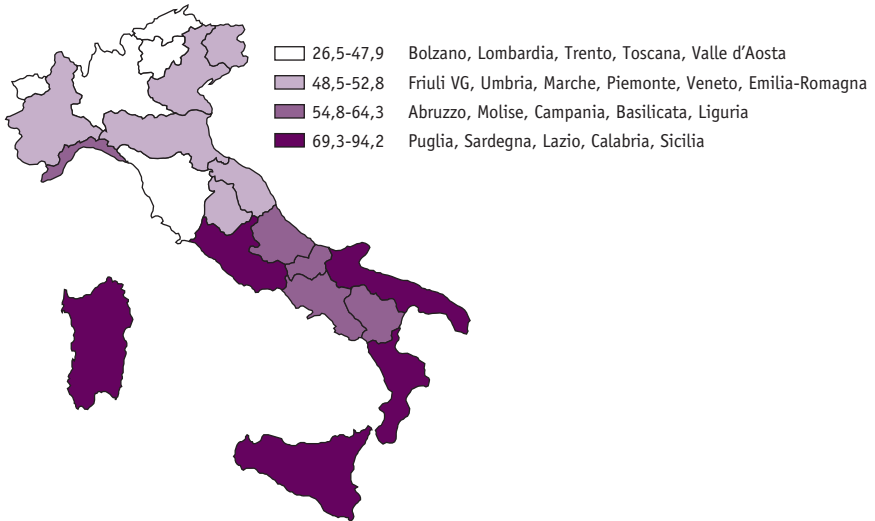 26,5-47,9 Bolzano, Lombardia, Trento, Toscana, Valle d'Aosta
48,5-52,8 Friuli VG, Umbria, Marche, Piemonte, Veneto, Emilia-Romagna
54,8-64,3 Abruzzo, Molise, Campania, Basilicata, Liguria
69,3-94,2 Puglia, Sardegna, Lazio, Calabria, Sicilia